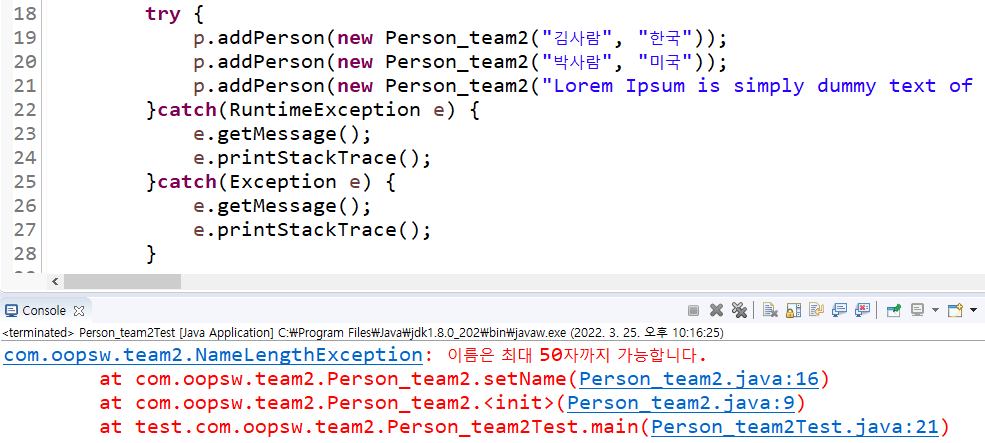 18 try {
19 p.addPerson(new Person_team2("김사람", "한국"));
20 p.addPerson(new Person_team2("박사람", "미국"));
21 p.addPerson(new Person_team2("Lorem Ipsum is simply dummy text of
22 }catch(RuntimeException e) {
23 e.getMessage();
24 e.printStackTrace();
25 }catch(Exception e) {
26 e.getMessage();
27 e.printStackTrace();
28 }
Console
<terminated> Person_team2Test [Java Application] C:₩Program Files₩Java₩jdk1.8.0_202₩bin₩javaw.exe (2022. 3. 25. 오후 10:16:25)
com.oopsw.team2.NameLengthException: 이름은 최대 50자까지 가능합니다.
at com.oopsw.team2.Person_team2.setName(Person_team2.java:16)
at com.oopsw.team2.Person_team2.<init>(Person_team2.java:9)
at test.com.oopsw.team2.Person_team2Test.main(Person_team2Test.java:21)